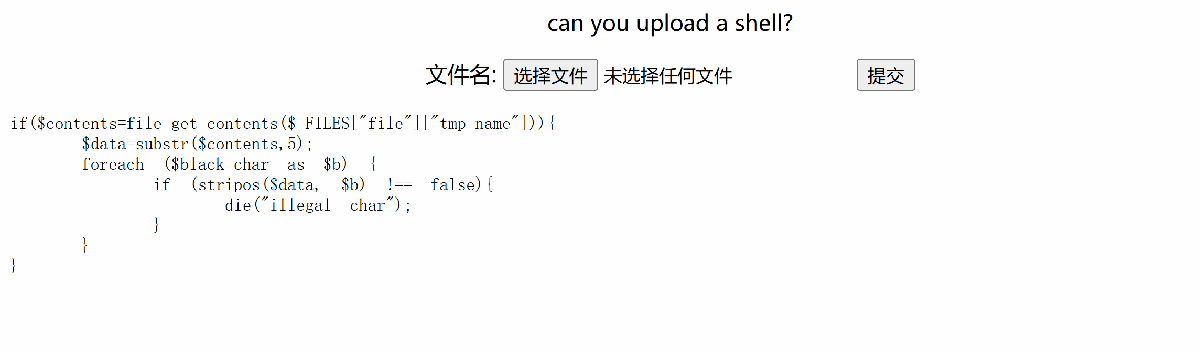 can you upload a shell?
文件名: 选择文件 未选择任何文件 提交
if($contents=file_get_contents($_FILES["file"]["tmp_name"])){
$data=substr($contents,5);
foreach ($black_char as $b) {
if (stripos($data, $b) !== false){
die("illegal char");
}
}
}